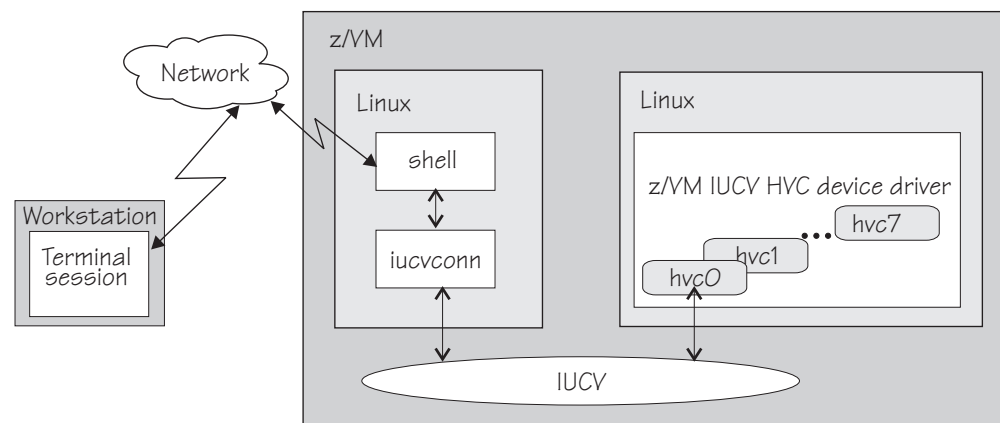 z/VM
Network
Linux
shell
iucvconn
Workstation
Terminal
session
Linux
z/VM IUCV HVC device driver
hvc0
hvc1
...
hvc7
IUCV